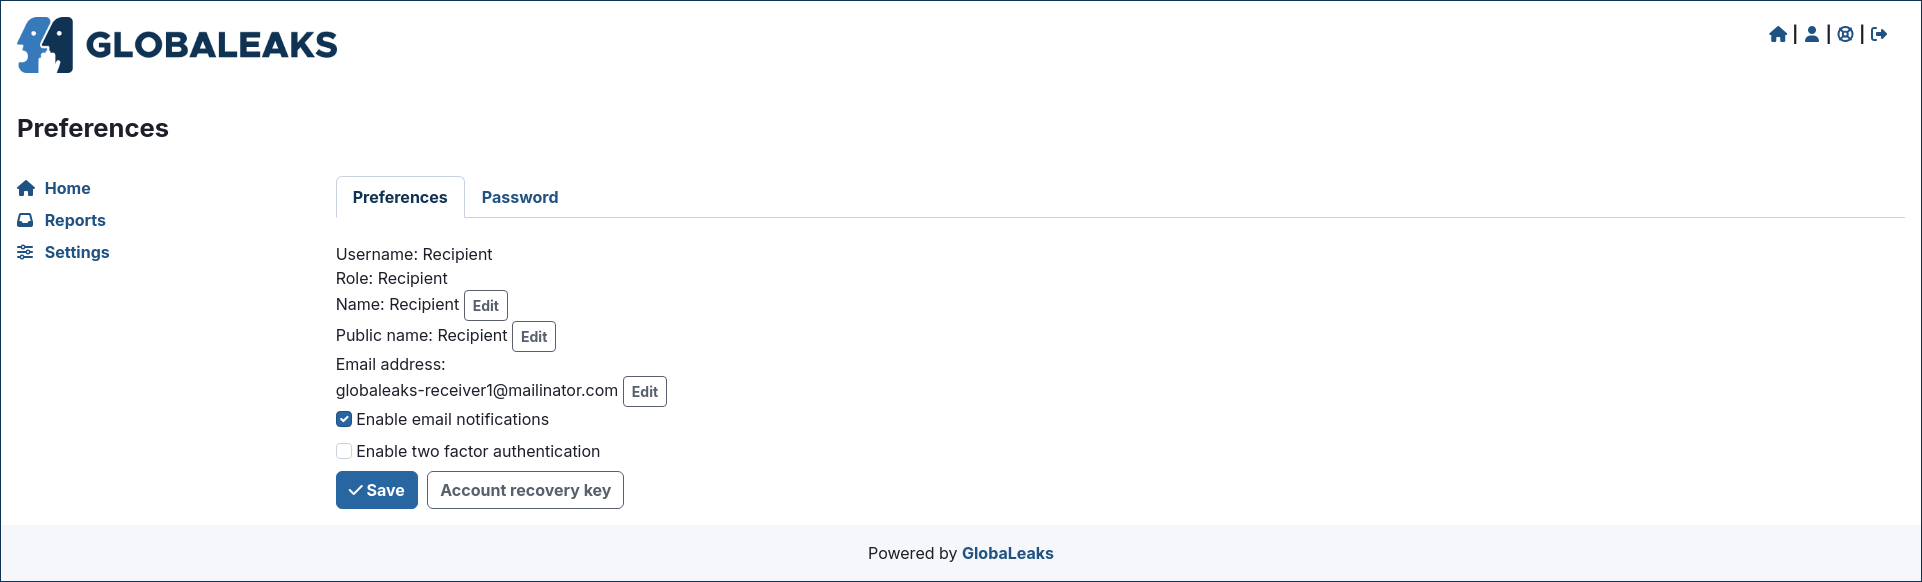 GLOBALEAKS
Preferences
Home
Reports
Settings
Preferences Password
Username: Recipient
Role: Recipient
Name: Recipient Edit
Public name: Recipient Edit
Email address:
globaleaks-receiver1@mailinator.com Edit
Enable email notifications
Enable two factor authentication
Save Account recovery key
Powered by GlobaLeaks